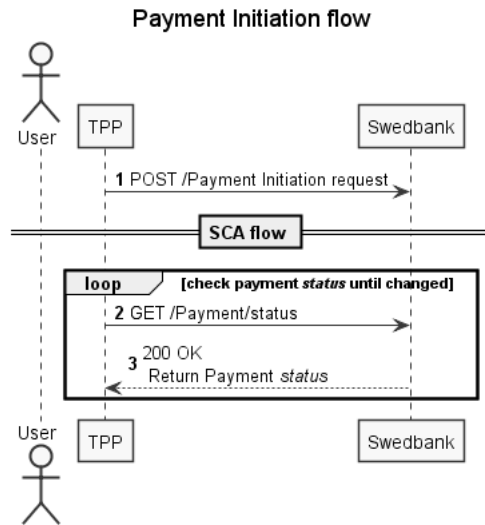 Payment Initiation flow
User
TPP
Swedbank
1 POST /Payment Initiation request
SCA flow
loop [check payment status until changed]
2 GET /Payment/status
3 200 OK
Return Payment status
User
TPP
Swedbank